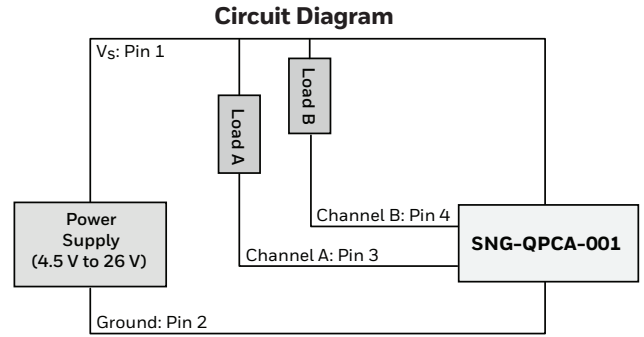 Circuit Diagram
VS: Pin 1
Load A
Load B
Power
Supply
(4.5 V to 26 V)
Channel B: Pin 4
Channel A: Pin 3
SNG-QPCA-001
Ground: Pin 2